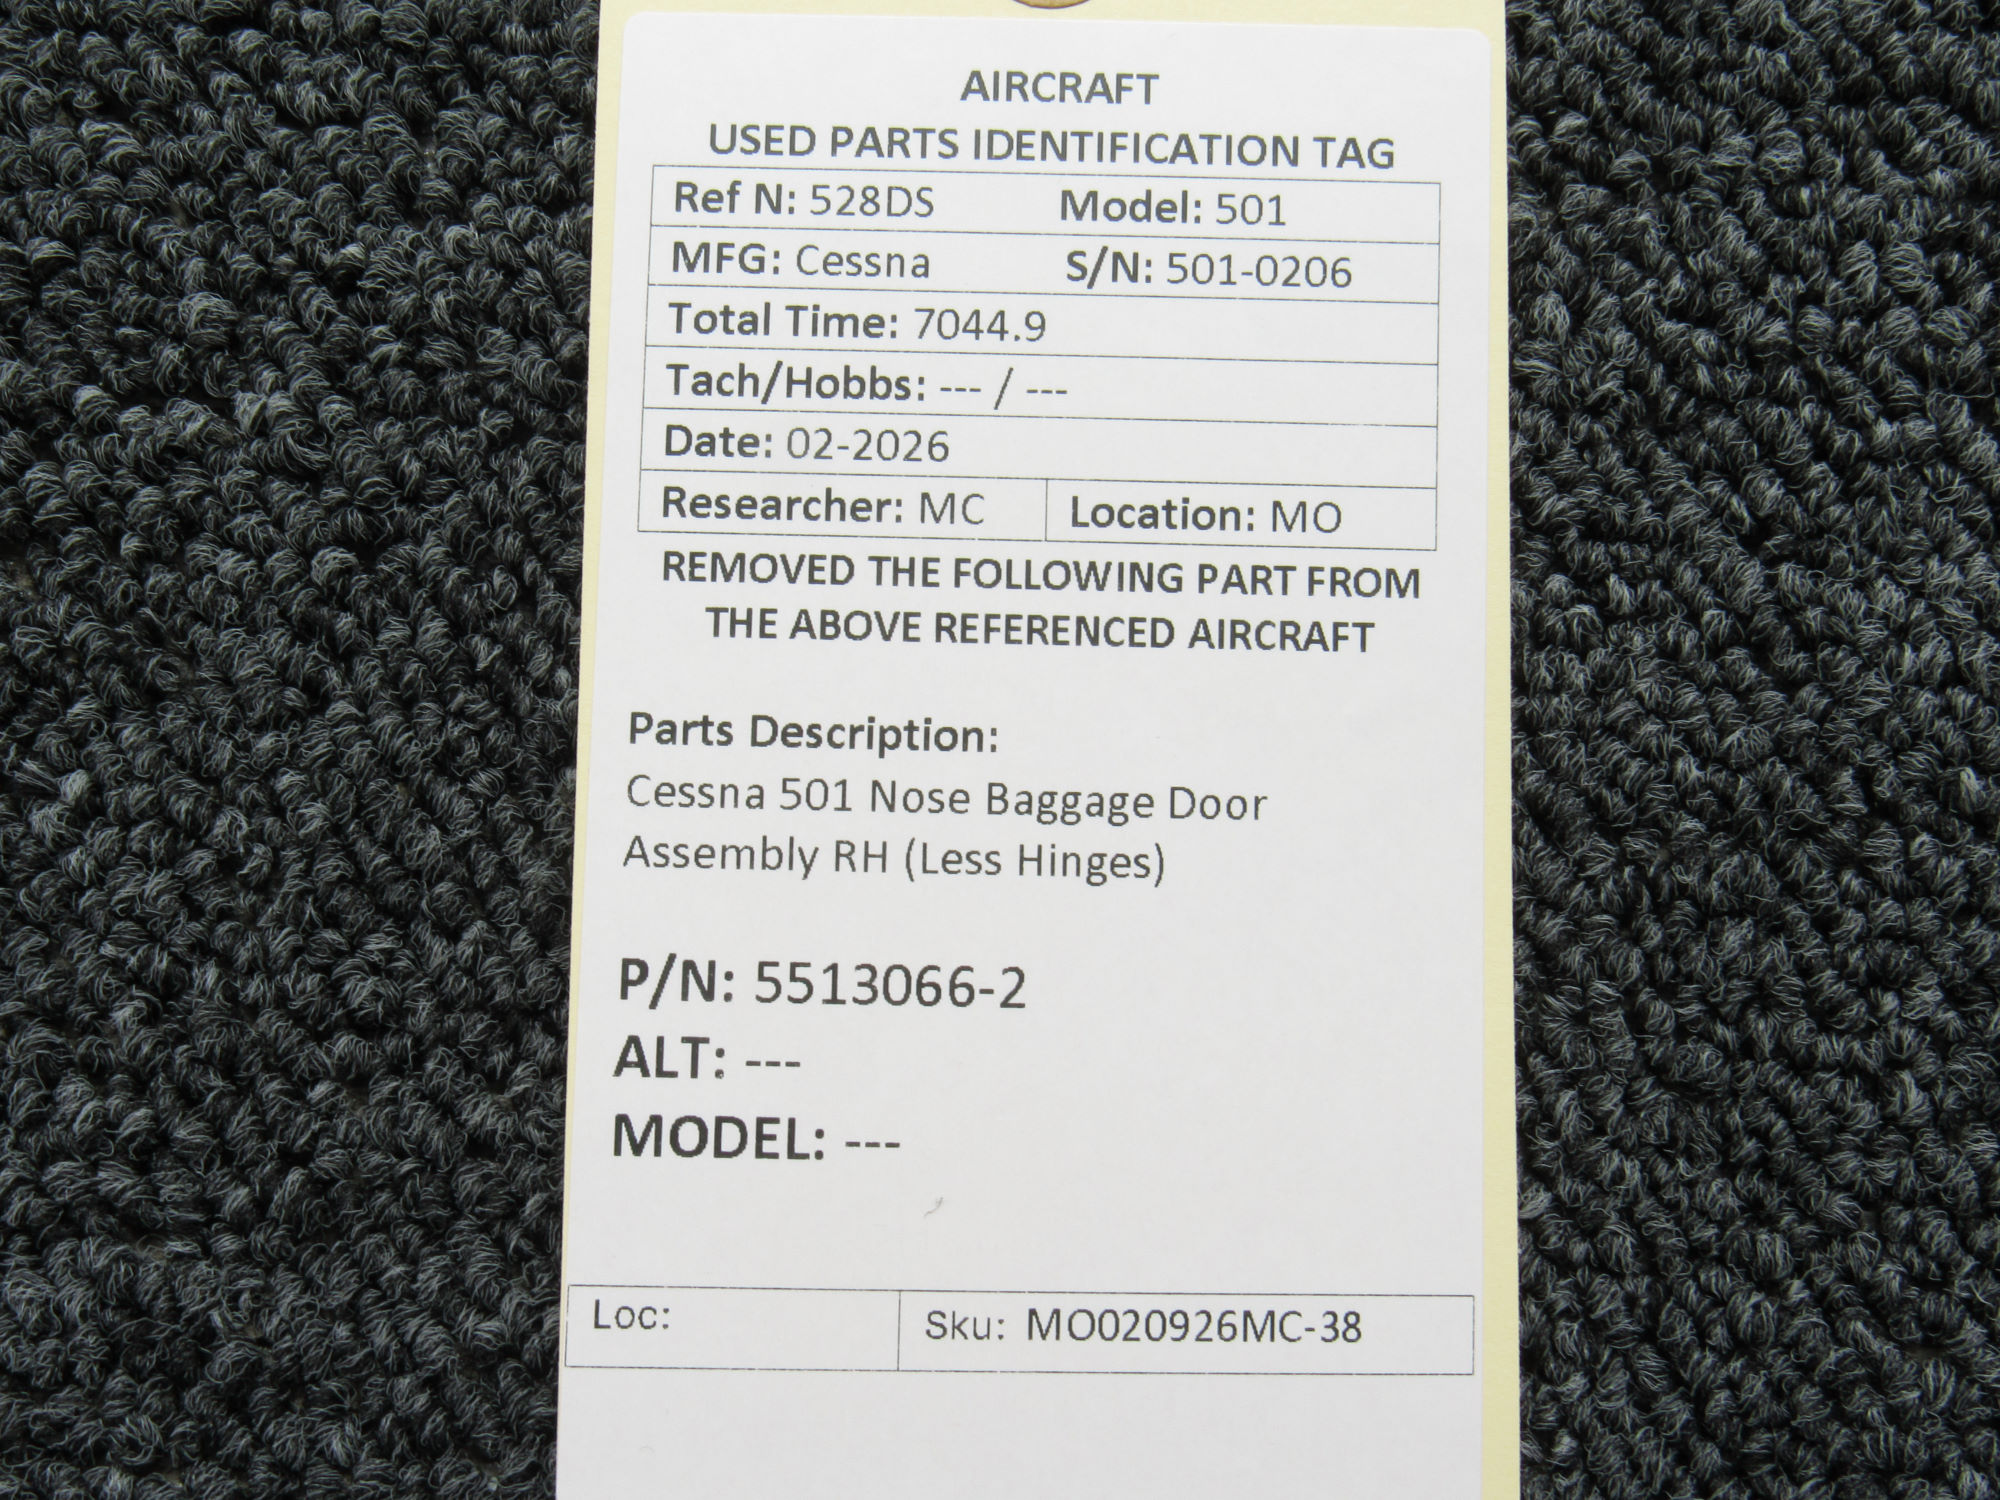 AIRCRAFT
USED PARTS IDENTIFICATION TAG
Ref N: 528DS Model: 501
MFG: Cessna S/N: 501-0206
Total Time: 7044.9
Tach/Hobbs: --- / ---
Date: 02-2026
Researcher: MC Location: MO
REMOVED THE FOLLOWING PART FROM
THE ABOVE REFERENCED AIRCRAFT
Parts Description:
Cessna 501 Nose Baggage Door
Assembly RH (Less Hinges)
P/N: 5513066-2
ALT: ---
MODEL: ---
Loc: Sku: MO020926MC-38